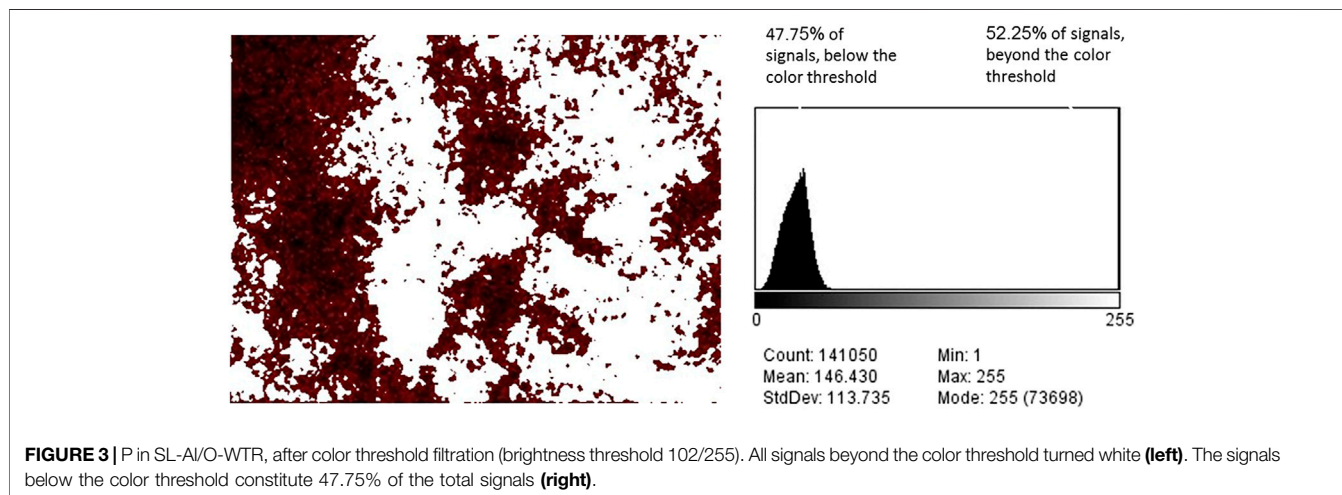 47.75% of
signals, below the
color threshold
52.25% of signals,
beyond the color
threshold
0
255
Count: 141050
Min: 1
Mean: 146.430
Max: 255
StdDev: 113.735
Mode: 255 (73698)
FIGURE 3 | P in SL-Al/O-WTR, after color threshold filtration (brightness threshold 102/255). All signals beyond the color threshold turned white (left). The signals
below the color threshold constitute 47.75% of the total signals (right).